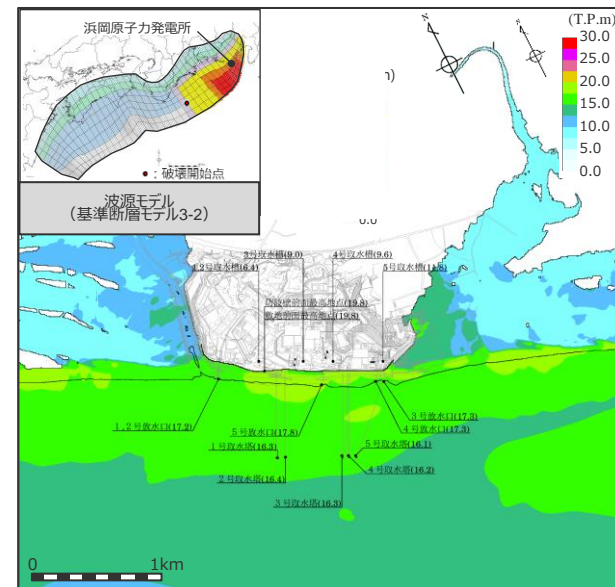 浜岡原子力発電所
(T.P.m)
30.0
25.0
20.0
15.0
10.0
5.0
0.0
N
N
●：破壊開始点
波源モデル
（基準断層モデル3-2）
0.0
3号取水槽(9.0)
4号取水槽(9.6)
1,2号取水槽(6.4)
5号取水槽(11.8)
防波壁前面最高地点(19.8)
敷地前面最高地点(19.8)
1,2号放水口(17.2)
5号放水口(17.8)
3号放水口(17.3)
4号放水口(17.3)
1号取水塔(16.3)
5号取水塔(16.1)
2号取水塔(16.4)
4号取水塔(16.2)
3号取水塔(16.3)
0
1km